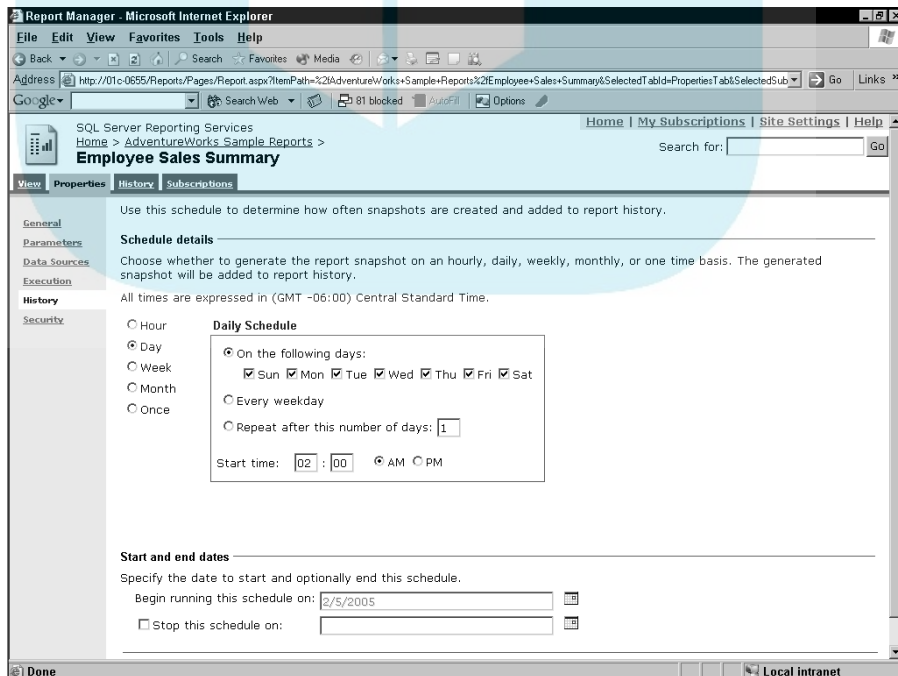 Report Manager - Microsoft Internet Explorer
File Edit View Favorites Tools Help
Back Search Favorites Media
Address http://01c-0655/Reports/Pages/Report.aspx?ItemPath=%2fAdventureWorks+Sample+Reports%2fEmployee+Sales+Summary&SelectedTabId=PropertiesTab&SelectedSub Go Links »
Google Search Web 81 blocked AutoFill Options
Home | My Subscriptions | Site Settings | Help
SQL Server Reporting Services
Home > AdventureWorks Sample Reports >
Employee Sales Summary
Search for: Go
View Properties History Subscriptions
General
Parameters
Data Sources
Execution
History
Security
Use this schedule to determine how often snapshots are created and added to report history.
Schedule details
Choose whether to generate the report snapshot on an hourly, daily, weekly, monthly, or one time basis. The generated
snapshot will be added to report history.
All times are expressed in (GMT -06:00) Central Standard Time.
Hour
Day
Week
Month
Once
Daily Schedule
On the following days:
Sun Mon Tue Wed Thu Fri Sat
Every weekday
Repeat after this number of days: 1
Start time: 02 : 00 AM PM
Start and end dates
Specify the date to start and optionally end this schedule.
Begin running this schedule on: 2/5/2005
Stop this schedule on:
Done Local intranet